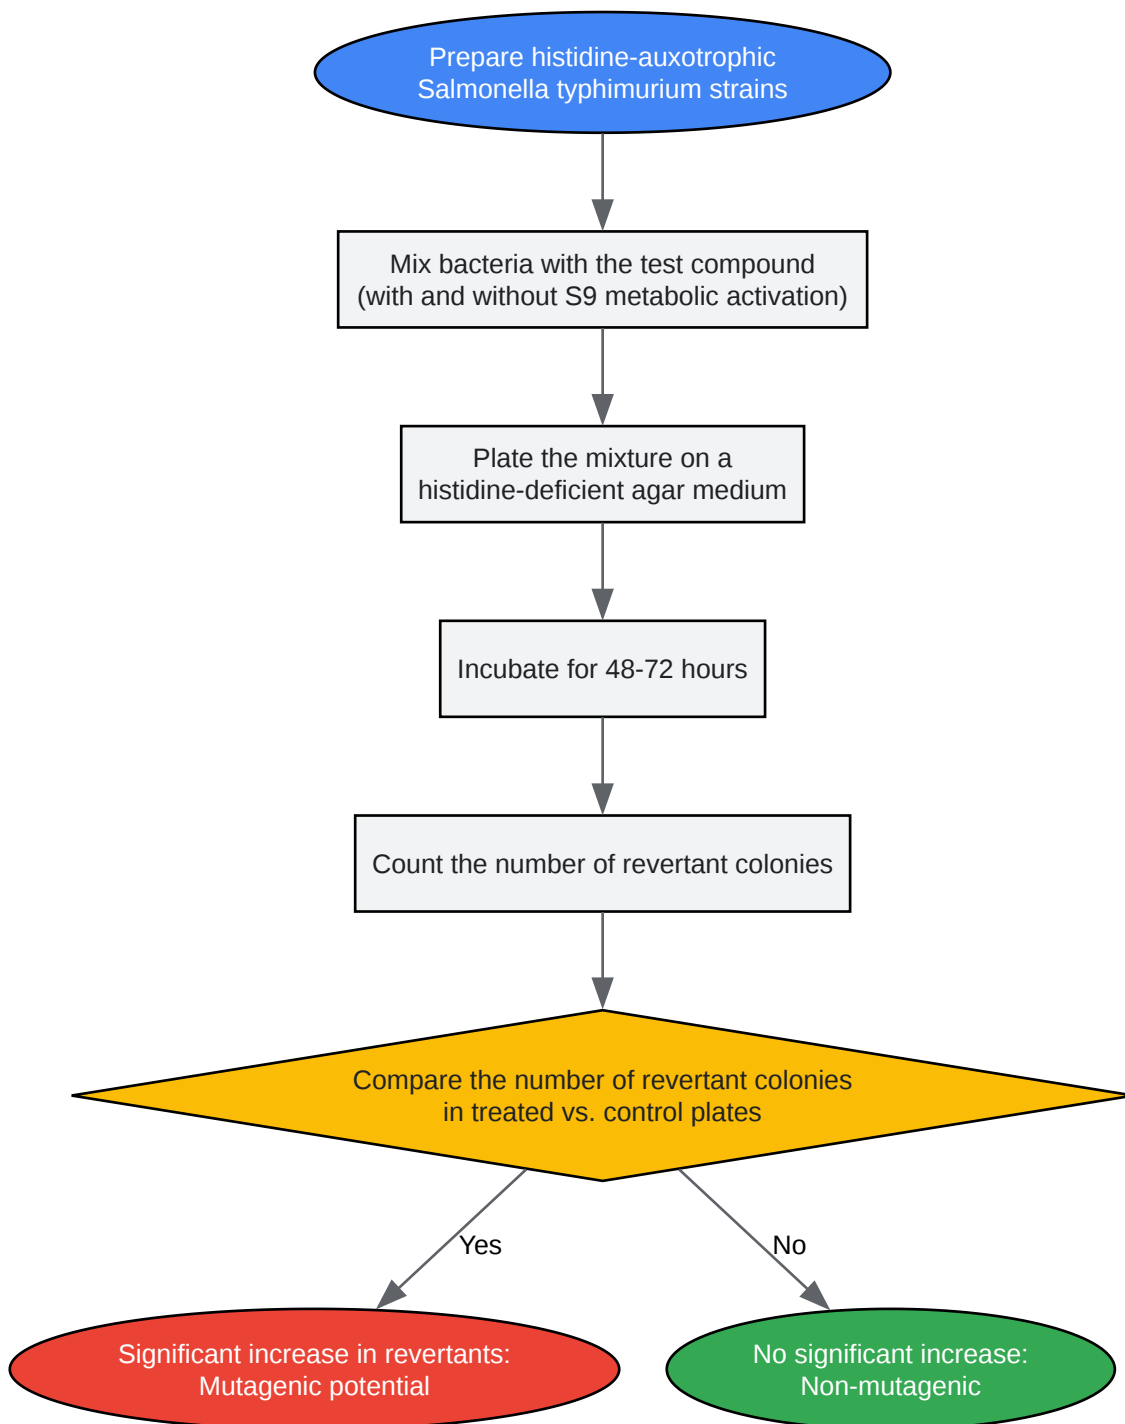 Prepare histidine-auxotrophic
Salmonella typhimurium strains
Mix bacteria with the test compound
(with and without S9 metabolic activation)
Plate the mixture on a
histidine-deficient agar medium
Incubate for 48-72 hours
Count the number of revertant colonies
Compare the number of revertant colonies
in treated vs. control plates
Yes
No
Significant increase in revertants:
Mutagenic potential
No significant increase:
Non-mutagenic